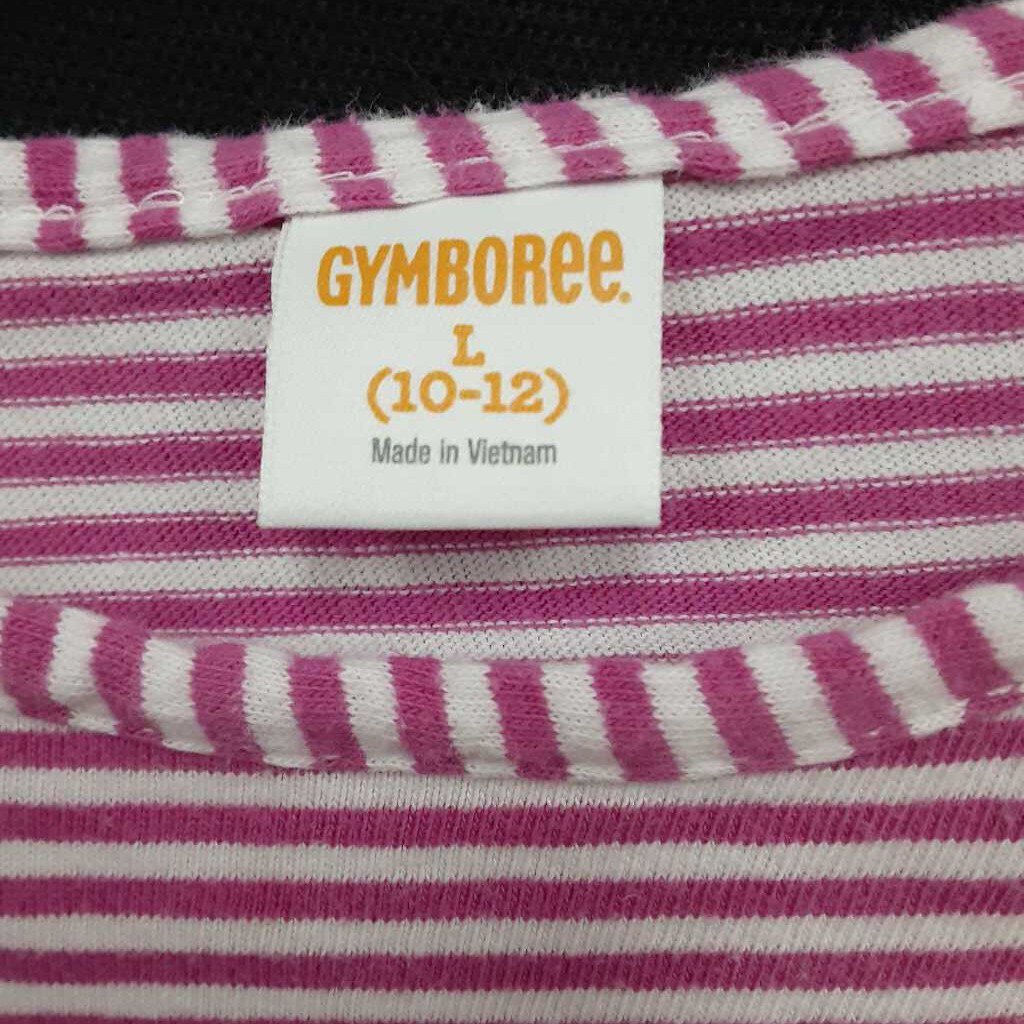 GYMBORee.
L
(10-12)
Made in Vietnam